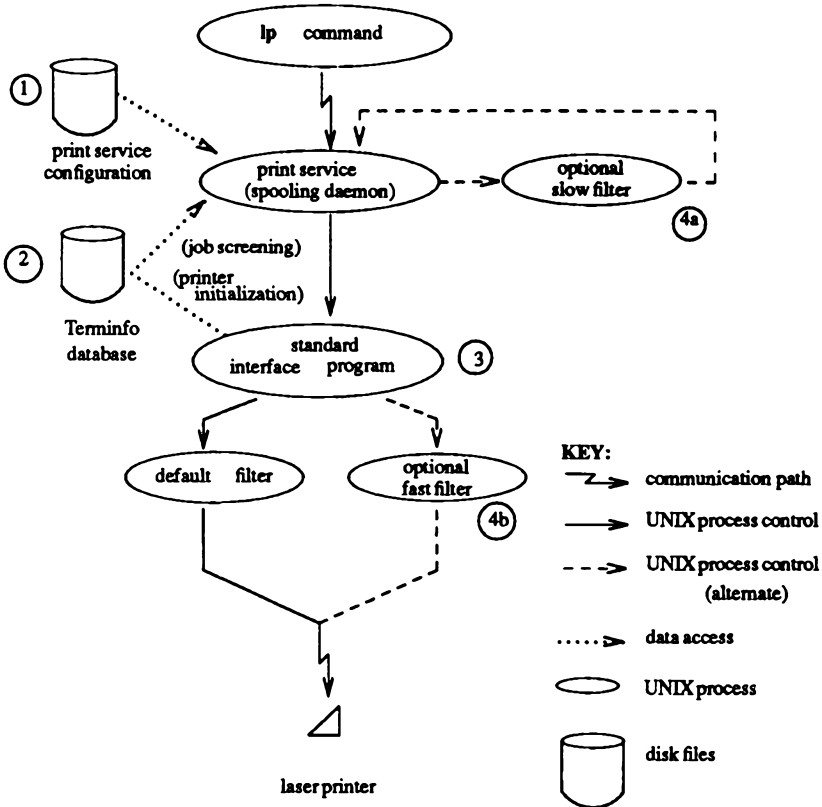 lp command
1
print service
configuration
print service
(spooling daemon)
optional
slow filter
4a
2
(job screening)
(printer
initialization)
Terminfo
database
standard
interface program
3
default filter
optional
fast filter
4b
KEY:
communication path
UNIX process control
UNIX process control
(alternate)
data access
UNIX process
disk files
laser printer